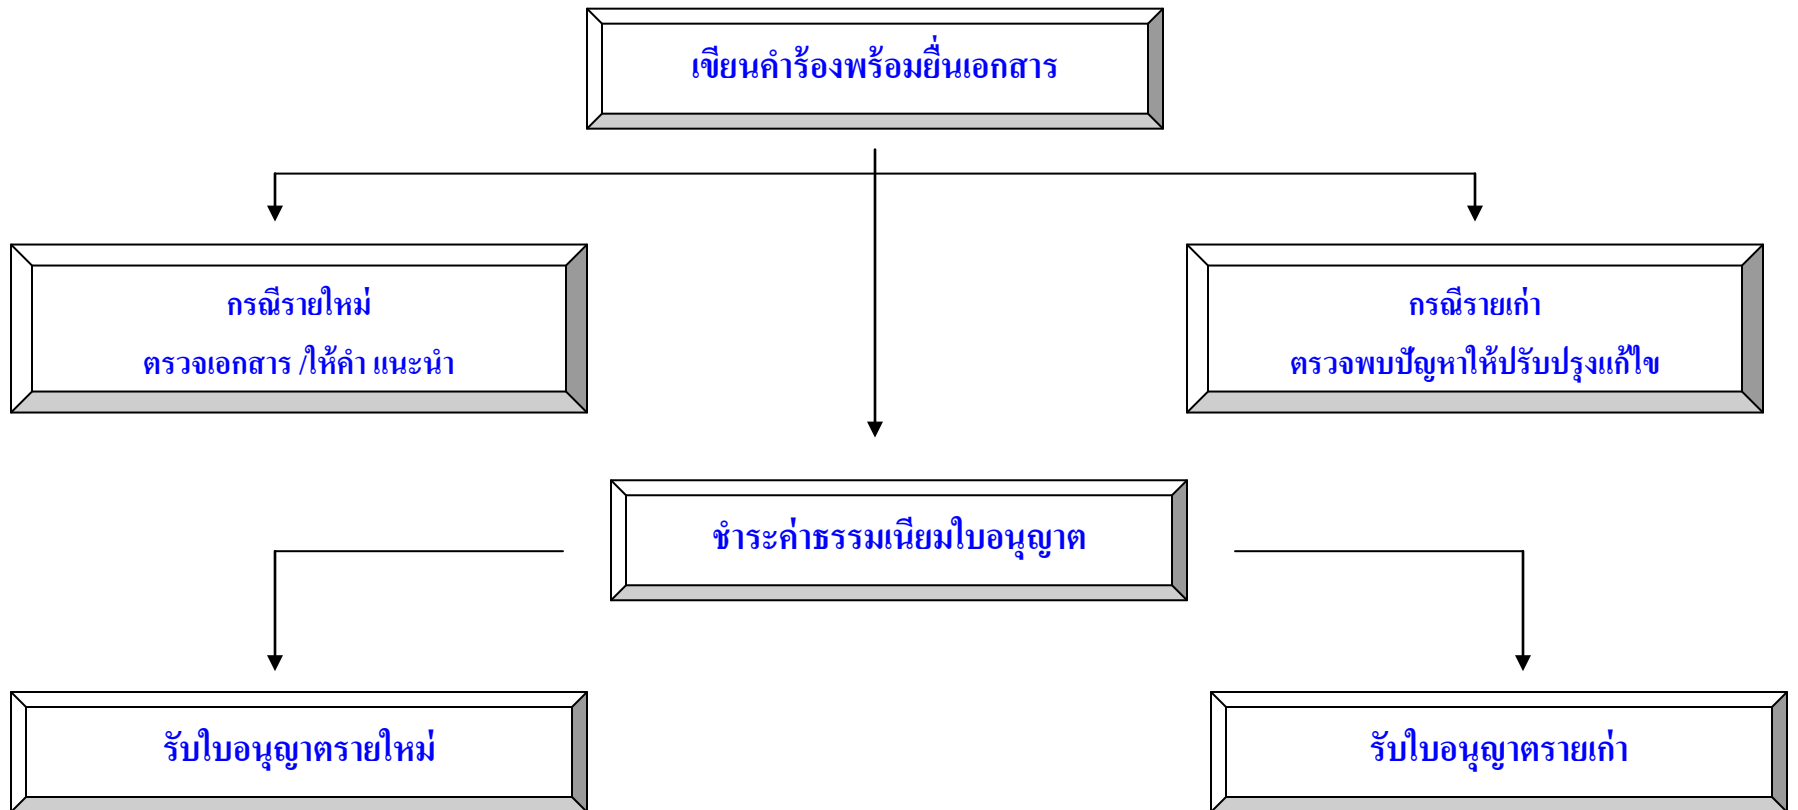 เขียนคำร้องพร้อมยื่นเอกสาร
กรณีรายใหม่
ตรวจเอกสาร /ให้คำ แนะนำ
กรณีรายเก่า
ตรวจพบปัญหาให้ปรับปรุงแก้ไข
ชำระค่าธรรมเนียมใบอนุญาต
รับใบอนุญาตรายใหม่
รับใบอนุญาตรายเก่า